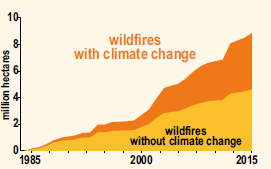 10
8
6
4
2
0
million hectares
wildfires
with climate change
wildfires
without climate change
1985
2000
2015